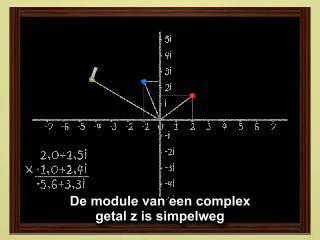 5i
4i
3i
2i
i
-7 -6 -5 -4 -3 -2 -1 1 2 3 4 5 6 7
-i
-2i
-3i
-4i
2,0+1,5i
×-1,0+2,4i
-5,6+3,3i
De module van een complex
getal z is simpelweg